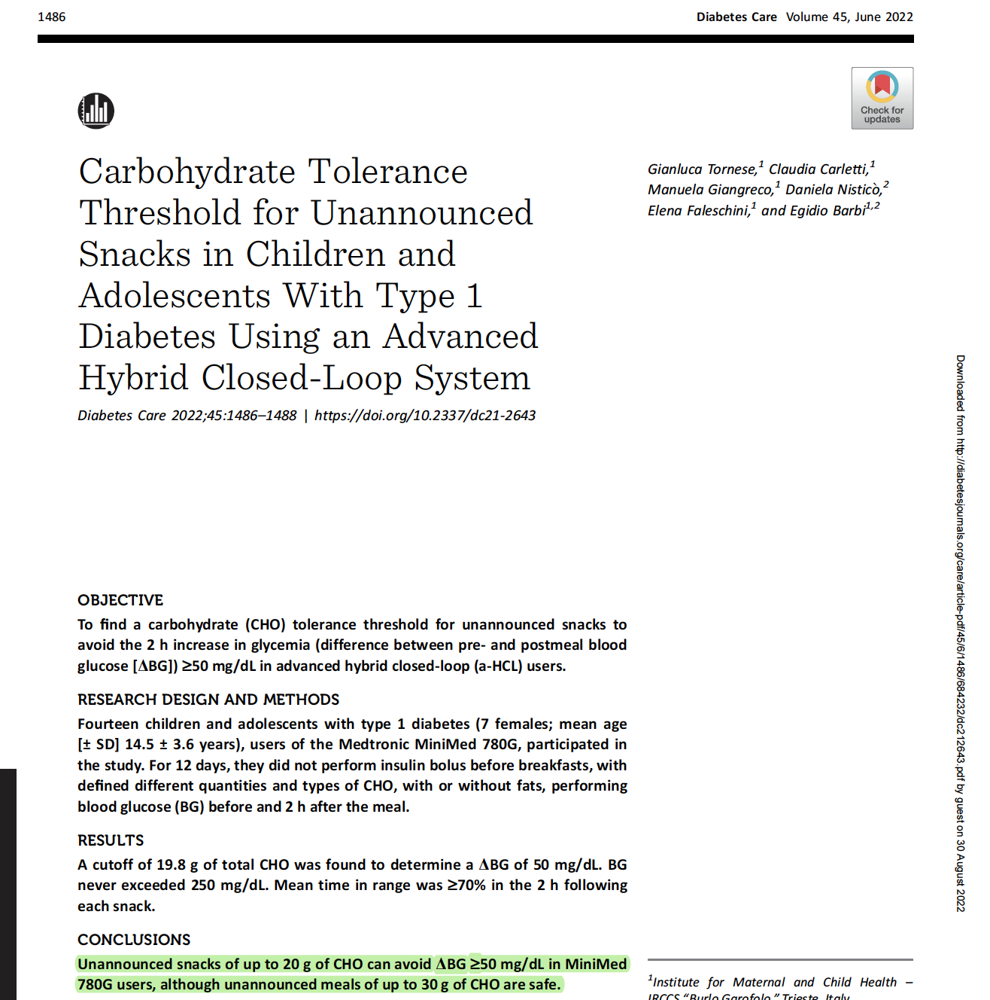 1486
Diabetes Care Volume 45, June 2022
Check for
updates
Carbohydrate Tolerance
Threshold for Unannounced
Snacks in Children and
Adolescents With Type 1
Diabetes Using an Advanced
Hybrid Closed-Loop System
Diabetes Care 2022;45:1486–1488 | https://doi.org/10.2337/dc21-2643
Gianluca Tornese,1 Claudia Carletti,1
Manuela Giangreco,1 Daniela Nisticò,2
Elena Faleschini,1 and Egidio Barbi1,2
OBJECTIVE
To find a carbohydrate (CHO) tolerance threshold for unannounced snacks to
avoid the 2 h increase in glycemia (difference between pre- and postmeal blood
glucose [ΔBG]) ≥50 mg/dL in advanced hybrid closed-loop (a-HCL) users.
RESEARCH DESIGN AND METHODS
Fourteen children and adolescents with type 1 diabetes (7 females; mean age
[± SD] 14.5 ± 3.6 years), users of the Medtronic MiniMed 780G, participated in
the study. For 12 days, they did not perform insulin bolus before breakfasts, with
defined different quantities and types of CHO, with or without fats, performing
blood glucose (BG) before and 2 h after the meal.
RESULTS
A cutoff of 19.8 g of total CHO was found to determine a ΔBG of 50 mg/dL. BG
never exceeded 250 mg/dL. Mean time in range was ≥70% in the 2 h following
each snack.
CONCLUSIONS
Unannounced snacks of up to 20 g of CHO can avoid ΔBG ≥50 mg/dL in MiniMed
780G users, although unannounced meals of up to 30 g of CHO are safe.
1Institute for Maternal and Child Health –
IRCCS “Burlo Garofolo,” Trieste, Italy
Downloaded from http://diabetesjournals.org/care/article-pdf/45/6/1486/684232/dc212643.pdf by guest on 30 August 2022